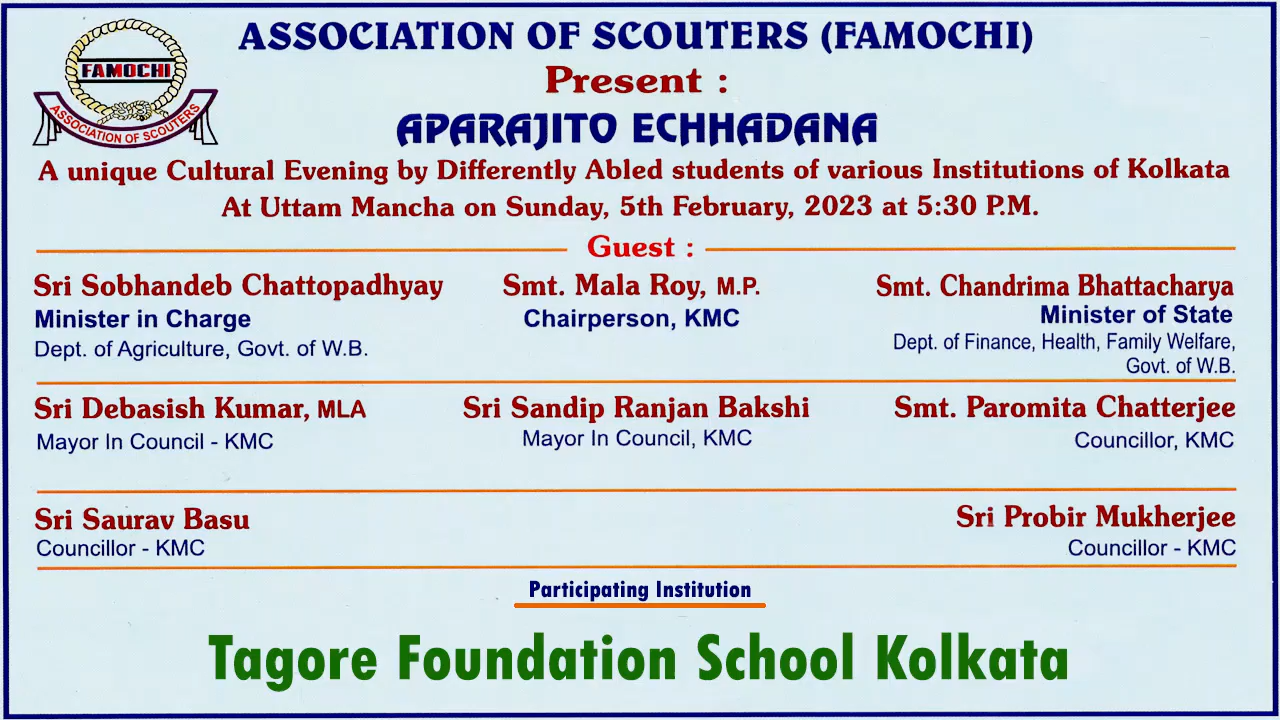 FAMOCHI
ASSOCIATION OF SCOUTERS
ASSOCIATION OF SCOUTERS (FAMOCHI)
Present :
APARAJITO ECHHADANA
A unique Cultural Evening by Differently Abled students of various Institutions of Kolkata
At Uttam Mancha on Sunday, 5th February, 2023 at 5:30 P.M.
Guest :
Sri Sobhandeb Chattopadhyay
Minister in Charge
Dept. of Agriculture, Govt. of W.B.
Smt. Mala Roy, M.P.
Chairperson, KMC
Smt. Chandrima Bhattacharya
Minister of State
Dept. of Finance, Health, Family Welfare,
Govt. of W.B.
Sri Debasish Kumar, MLA
Mayor In Council - KMC
Sri Sandip Ranjan Bakshi
Mayor In Council, KMC
Smt. Paromita Chatterjee
Councillor, KMC
Sri Saurav Basu
Councillor - KMC
Sri Probir Mukherjee
Councillor - KMC
Participating Institution
Tagore Foundation School Kolkata